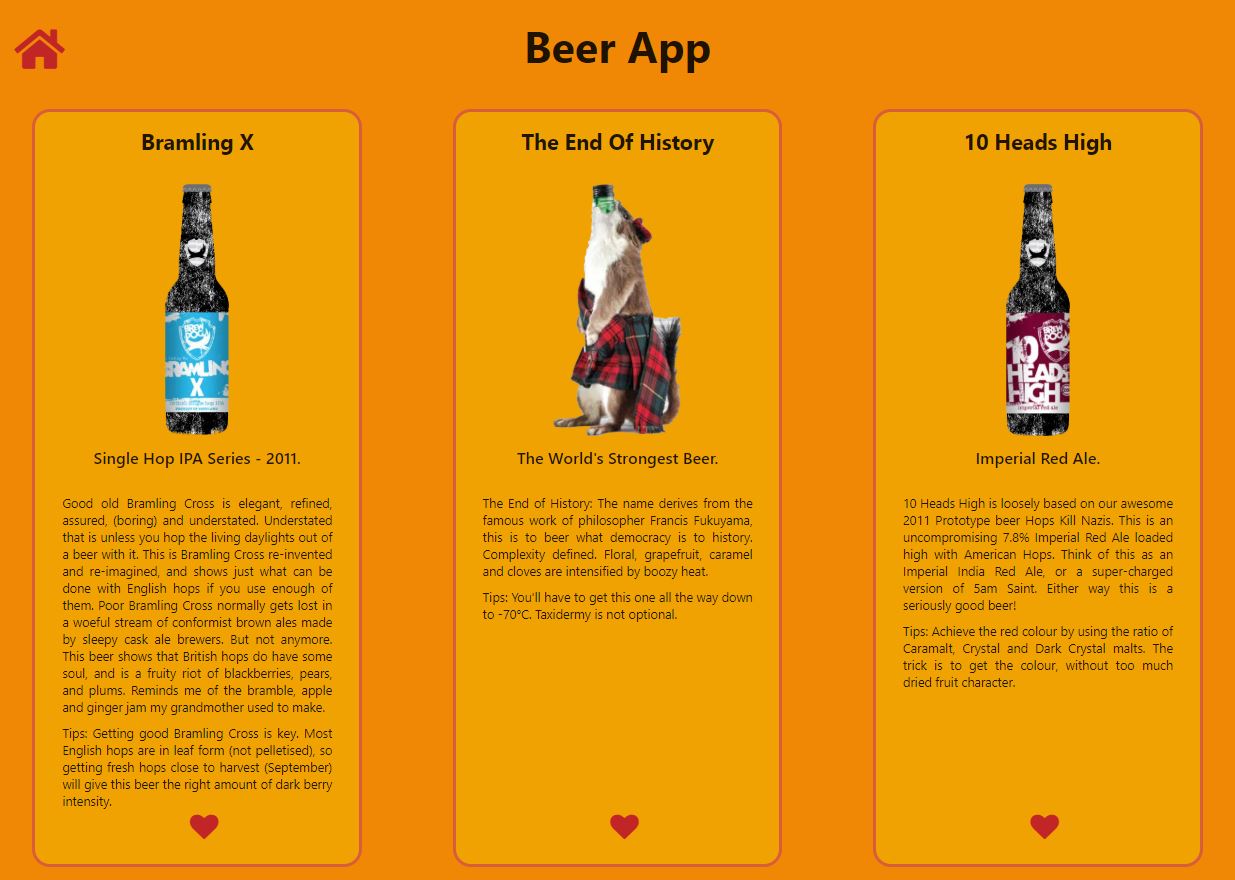 Beer App
Bramling X
BREW
DOG
BRAMLING
X
Single Hop IPA Series - 2011.
Good old Bramling Cross is elegant, refined,
assured, (boring) and understated. Understated
that is unless you hop the living daylights out of
a beer with it. This is Bramling Cross re-invented
and re-imagined, and shows just what can be
done with English hops if you use enough of
them. Poor Bramling Cross normally gets lost in
a woeful stream of conformist brown ales made
by sleepy cask ale brewers. But not anymore.
This beer shows that British hops do have some
soul, and is a fruity riot of blackberries, pears,
and plums. Reminds me of the bramble, apple
and ginger jam my grandmother used to make.
Tips: Getting good Bramling Cross is key. Most
English hops are in leaf form (not pelletised), so
getting fresh hops close to harvest (September)
will give this beer the right amount of dark berry
intensity.
The End Of History
The World's Strongest Beer.
The End of History: The name derives from the
famous work of philosopher Francis Fukuyama,
this is to beer what democracy is to history.
Complexity defined. Floral, grapefruit, caramel
and cloves are intensified by boozy heat.
Tips: You'll have to get this one all the way down
to -70°C. Taxidermy is not optional.
10 Heads High
BREW
DOG
10
HEADS
HIGH
imperial red ale
Imperial Red Ale.
10 Heads High is loosely based on our awesome
2011 Prototype beer Hops Kill Nazis. This is an
uncompromising 7.8% Imperial Red Ale loaded
high with American Hops. Think of this as an
Imperial India Red Ale, or a super-charged
version of 5am Saint. Either way this is a
seriously good beer!
Tips: Achieve the red colour by using the ratio of
Caramalt, Crystal and Dark Crystal malts. The
trick is to get the colour, without too much
dried fruit character.